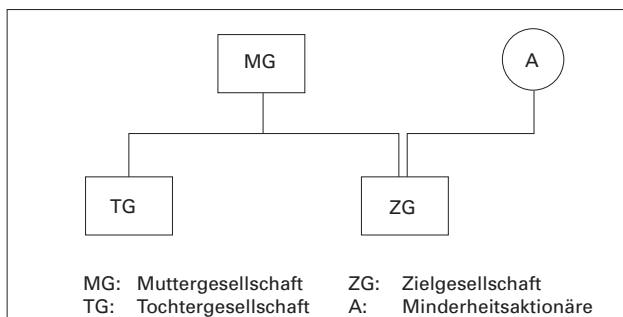 MG
A
TG
ZG
MG: Muttergesellschaft ZG: Zielgesellschaft
TG: Tochtergesellschaft A: Minderheitsaktionäre